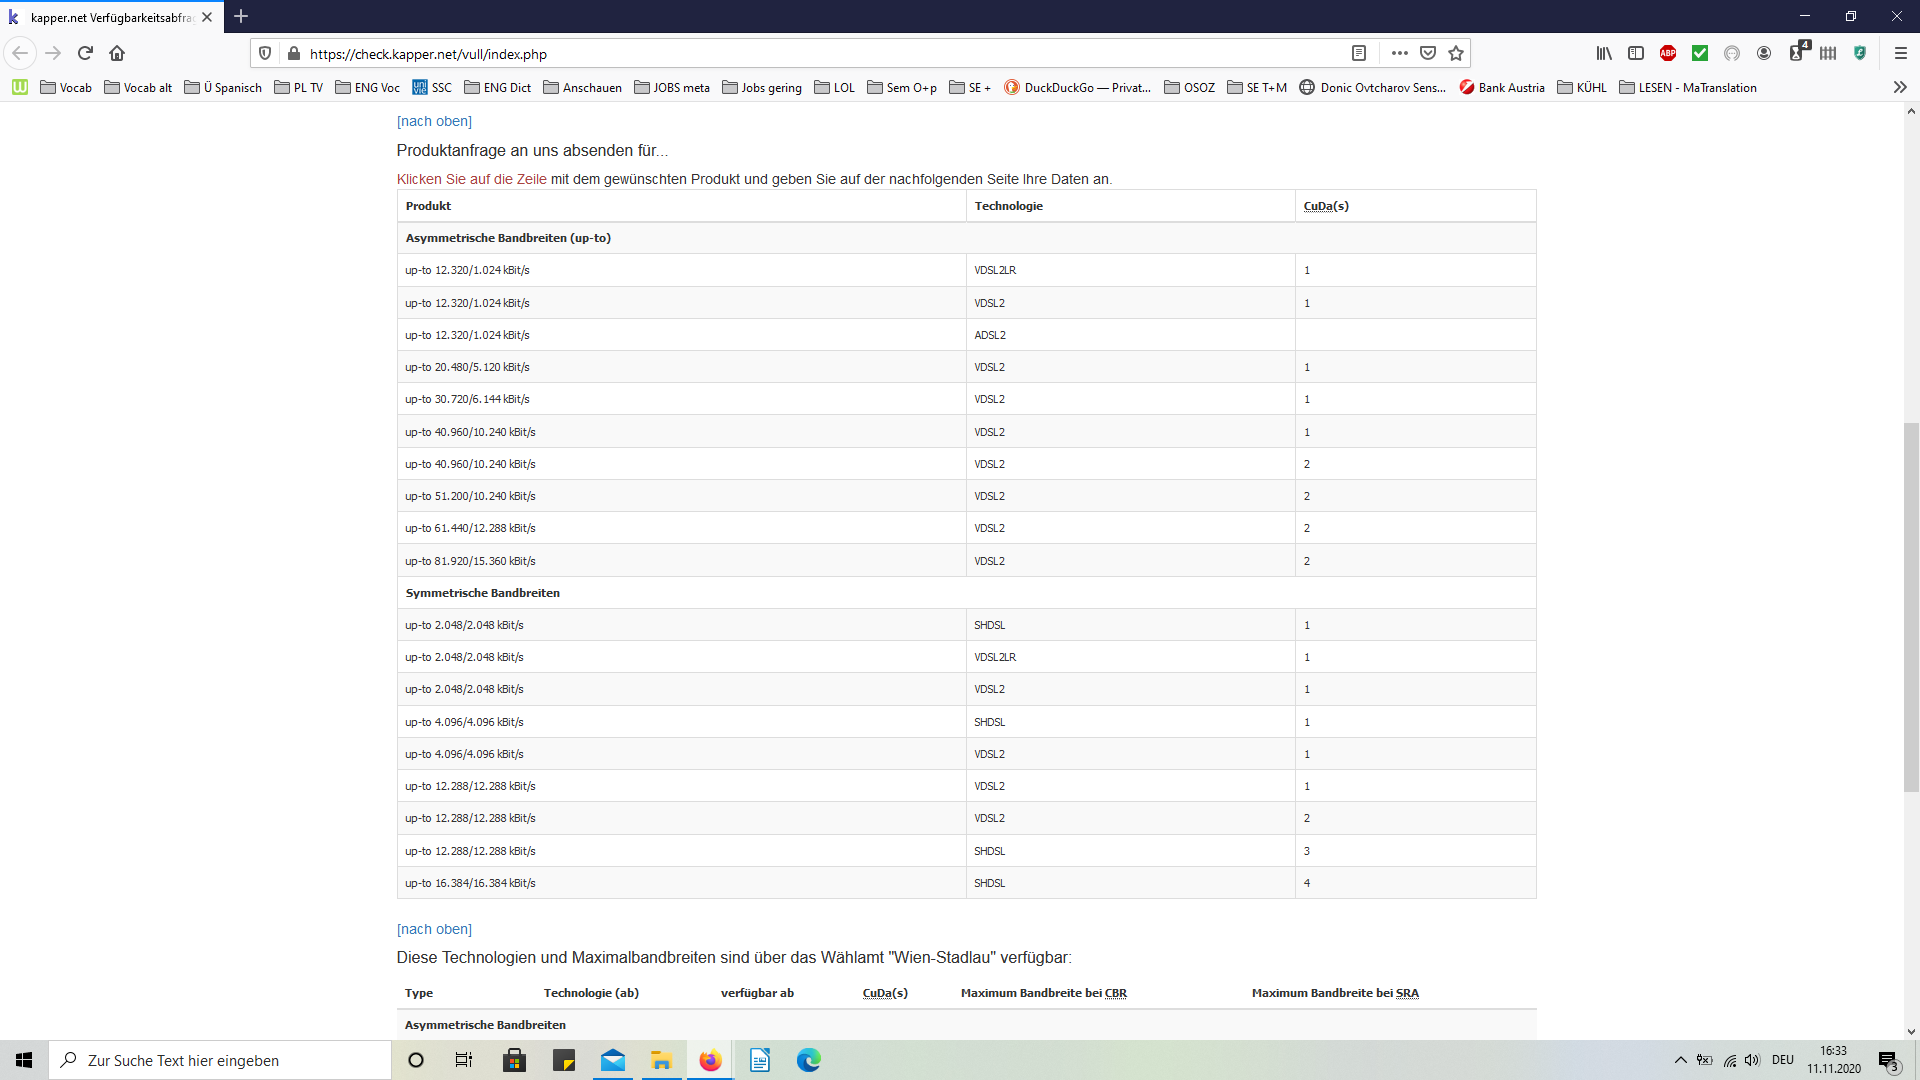 kapper.net Verfügbarkeitsabfra
https://check.kapper.net/vull/index.php
ABP
4
Vocab
Vocab alt
Ü Spanisch
PL TV
ENG Voc
SSC
ENG Dict
Anschauen
JOBS meta
Jobs gering
LOL
Sem O+p
SE +
DuckDuckGo — Privat...
OSOZ
SE T+M
Donic Ovtcharov Sens...
Bank Austria
KÜHL
LESEN - MaTranslation
[nach oben]
Produktanfrage an uns absenden für...
Klicken Sie auf die Zeile mit dem gewünschten Produkt und geben Sie auf der nachfolgenden Seite Ihre Daten an.
Produkt Technologie CuDa(s)
Asymmetrische Bandbreiten (up-to)
up-to 12.320/1.024 kBit/s VDSL2LR 1
up-to 12.320/1.024 kBit/s VDSL2 1
up-to 12.320/1.024 kBit/s ADSL2
up-to 20.480/5.120 kBit/s VDSL2 1
up-to 30.720/6.144 kBit/s VDSL2 1
up-to 40.960/10.240 kBit/s VDSL2 1
up-to 40.960/10.240 kBit/s VDSL2 2
up-to 51.200/10.240 kBit/s VDSL2 2
up-to 61.440/12.288 kBit/s VDSL2 2
up-to 81.920/15.360 kBit/s VDSL2 2
Symmetrische Bandbreiten
up-to 2.048/2.048 kBit/s SHDSL 1
up-to 2.048/2.048 kBit/s VDSL2LR 1
up-to 2.048/2.048 kBit/s VDSL2 1
up-to 4.096/4.096 kBit/s SHDSL 1
up-to 4.096/4.096 kBit/s VDSL2 1
up-to 12.288/12.288 kBit/s VDSL2 1
up-to 12.288/12.288 kBit/s VDSL2 2
up-to 12.288/12.288 kBit/s SHDSL 3
up-to 16.384/16.384 kBit/s SHDSL 4
[nach oben]
Diese Technologien und Maximalbandbreiten sind über das Wählamt "Wien-Stadlau" verfügbar:
Type Technologie (ab) verfügbar ab CuDa(s) Maximum Bandbreite bei CBR Maximum Bandbreite bei SRA
Asymmetrische Bandbreiten
Zur Suche Text hier eingeben
DEU
16:33
11.11.2020
3